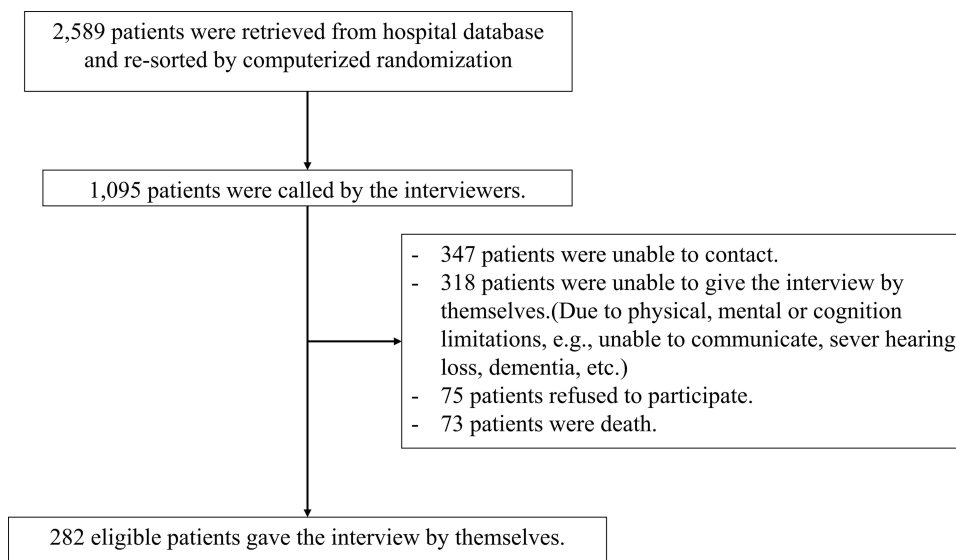 2,589 patients were retrieved from hospital database
and re-sorted by computerized randomization
1,095 patients were called by the interviewers.
- 347 patients were unable to contact.
- 318 patients were unable to give the interview by
themselves.(Due to physical, mental or cognition
limitations, e.g., unable to communicate, sever hearing
loss, dementia, etc.)
- 75 patients refused to participate.
- 73 patients were death.
282 eligible patients gave the interview by themselves.